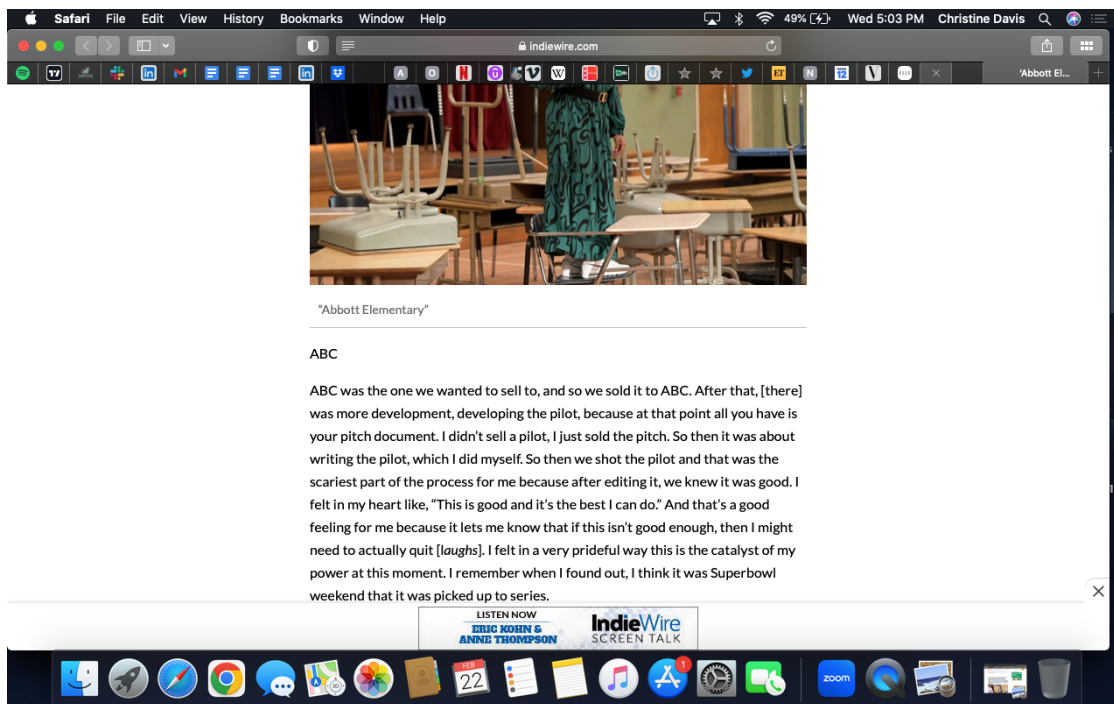 Safari File Edit View History Bookmarks Window Help 49% Wed 5:03 PM Christine Davis
indiewire.com
TV in in A O N V W ET N 12 V 'Abbott El...
"Abbott Elementary"
ABC
ABC was the one we wanted to sell to, and so we sold it to ABC. After that, [there]
was more development, developing the pilot, because at that point all you have is
your pitch document. I didn't sell a pilot, I just sold the pitch. So then it was about
writing the pilot, which I did myself. So then we shot the pilot and that was the
scariest part of the process for me because after editing it, we knew it was good. I
felt in my heart like, "This is good and it's the best I can do." And that's a good
feeling for me because it lets me know that if this isn't good enough, then I might
need to actually quit [laughs]. I felt in a very prideful way this is the catalyst of my
power at this moment. I remember when I found out, I think it was Superbowl
weekend that it was picked up to series.
LISTEN NOW
ERIC KOHN &
ANNE THOMPSON
IndieWire
SCREEN TALK
FEB
22
1
zoom